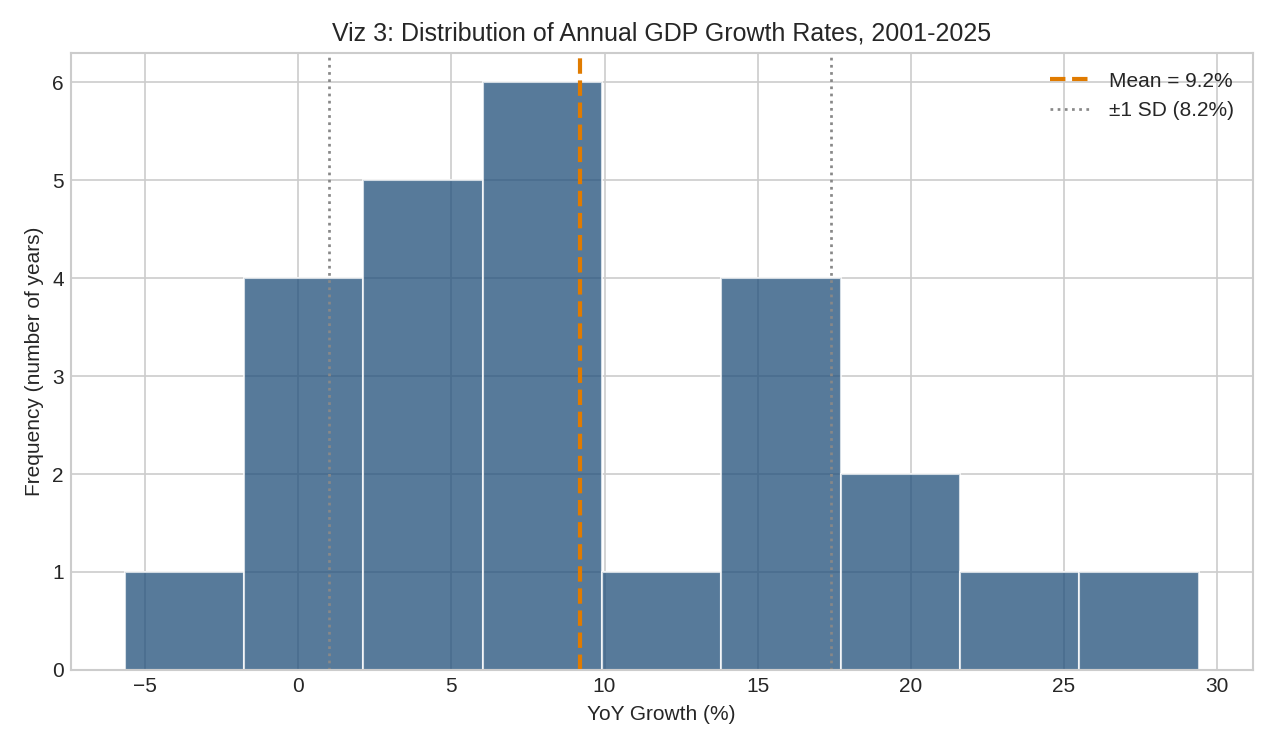 Viz 3: Distribution of Annual GDP Growth Rates, 2001-2025
Mean = 9.2%
±1 SD (8.2%)
Frequency (number of years)
6
5
4
3
2
1
0
−5 0 5 10 15 20 25 30
YoY Growth (%)